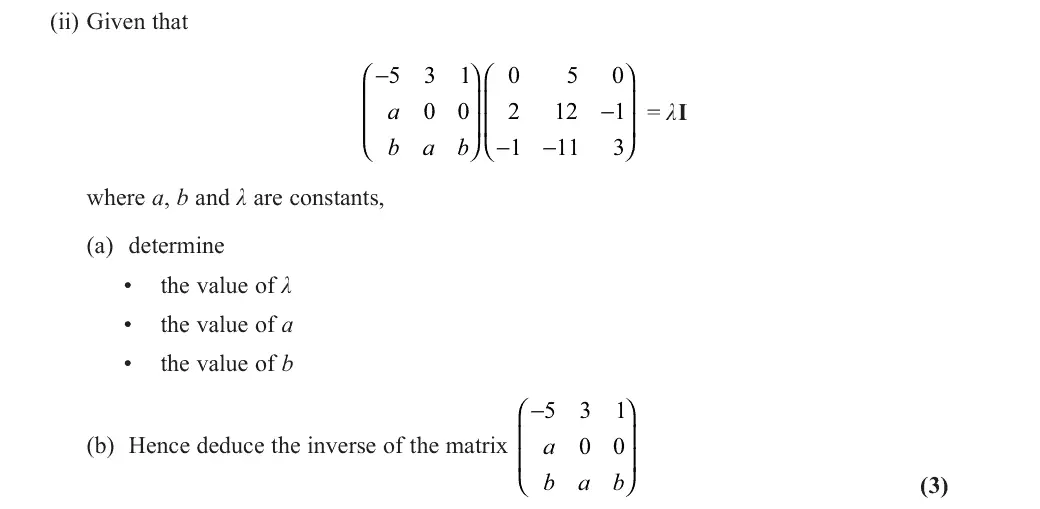 (ii) Given that
−5 3 1 0 5 0
a 0 0 2 12 −1 = λI
b a b −1 −11 3
where a, b and λ are constants,
(a) determine
• the value of λ
• the value of a
• the value of b
−5 3 1
(b) Hence deduce the inverse of the matrix a 0 0
b a b
(3)